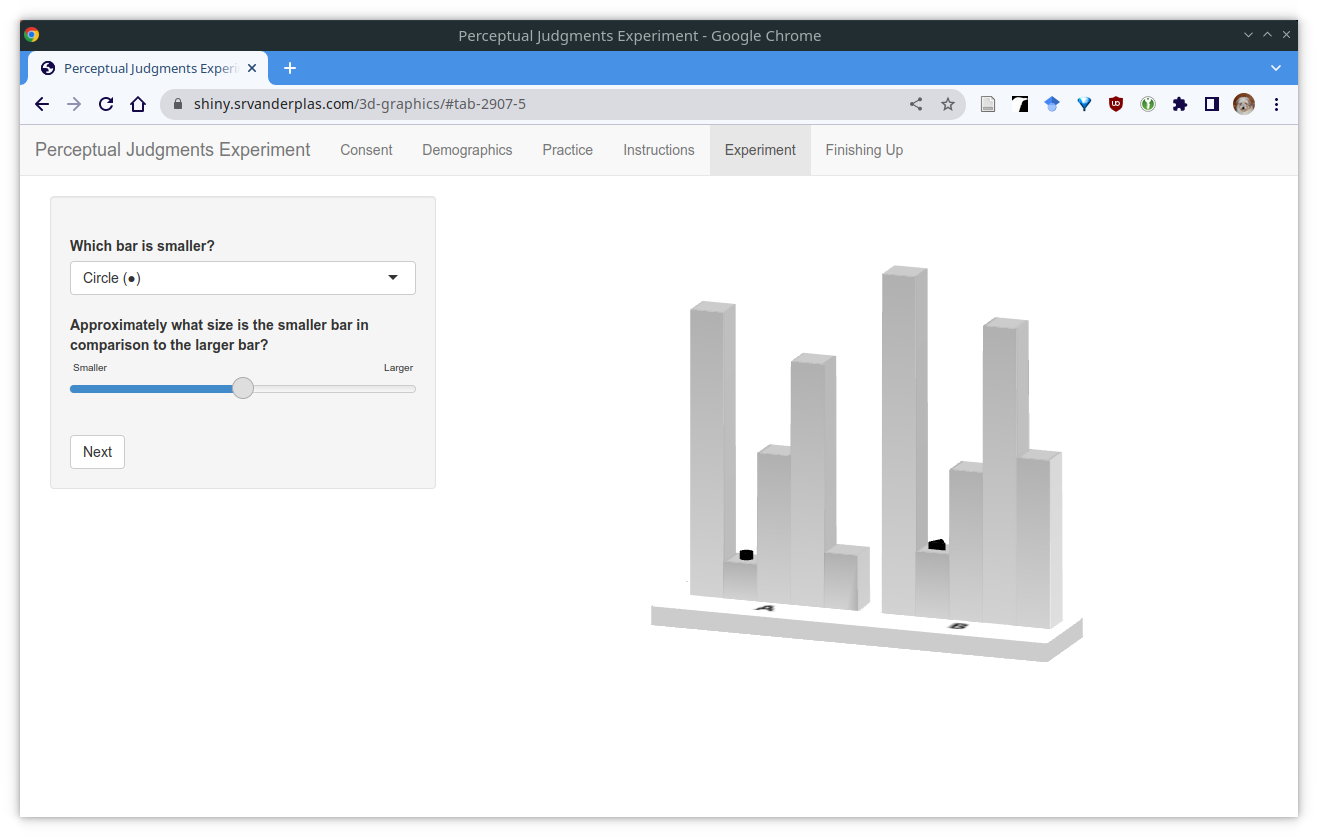 Perceptual Judgments Experiment - Google Chrome
Perceptual Judgments Experi
shiny.srvanderplas.com/3d-graphics/#tab-2907-5
Perceptual Judgments Experiment Consent Demographics Practice Instructions Experiment Finishing Up
Which bar is smaller?
Circle (●)
Approximately what size is the smaller bar in
comparison to the larger bar?
Smaller Larger
Next
A
B